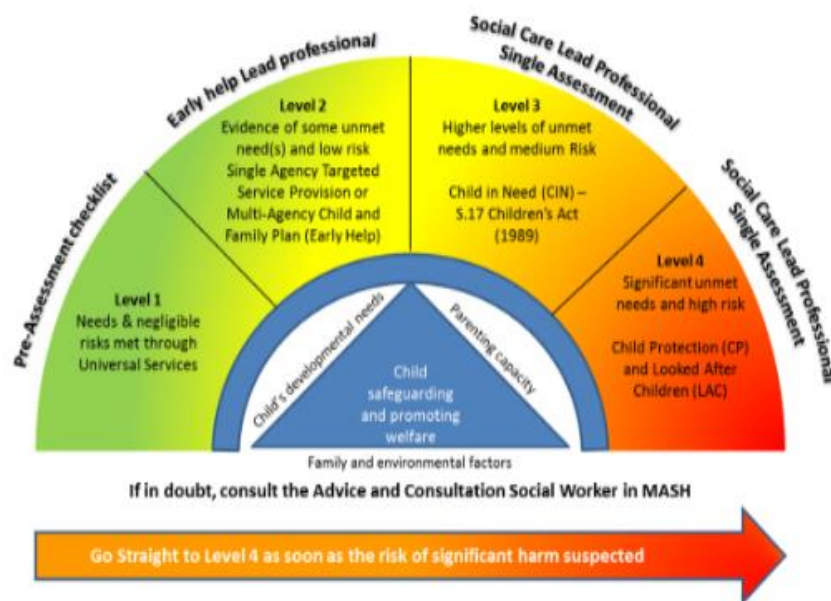 Pre-Assessment checklist
Early help Lead professional
Social Care Lead Professional
Single Assessment
Social Care Lead Professional
Single Assessment
Level 1
Needs & negligible
risks met through
Universal Services
Level 2
Evidence of some unmet
need(s) and low risk
Single Agency Targeted
Service Provision or
Multi-Agency Child and
Family Plan (Early Help)
Level 3
Higher levels of unmet
needs and medium Risk
Child in Need (CIN) –
S.17 Children's Act
(1989)
Level 4
Significant unmet
needs and high risk
Child Protection (CP)
and Looked After
Children (LAC)
Child's developmental needs
Parenting capacity
Child
safeguarding
and promoting
welfare
Family and environmental factors
If in doubt, consult the Advice and Consultation Social Worker in MASH
Go Straight to Level 4 as soon as the risk of significant harm suspected